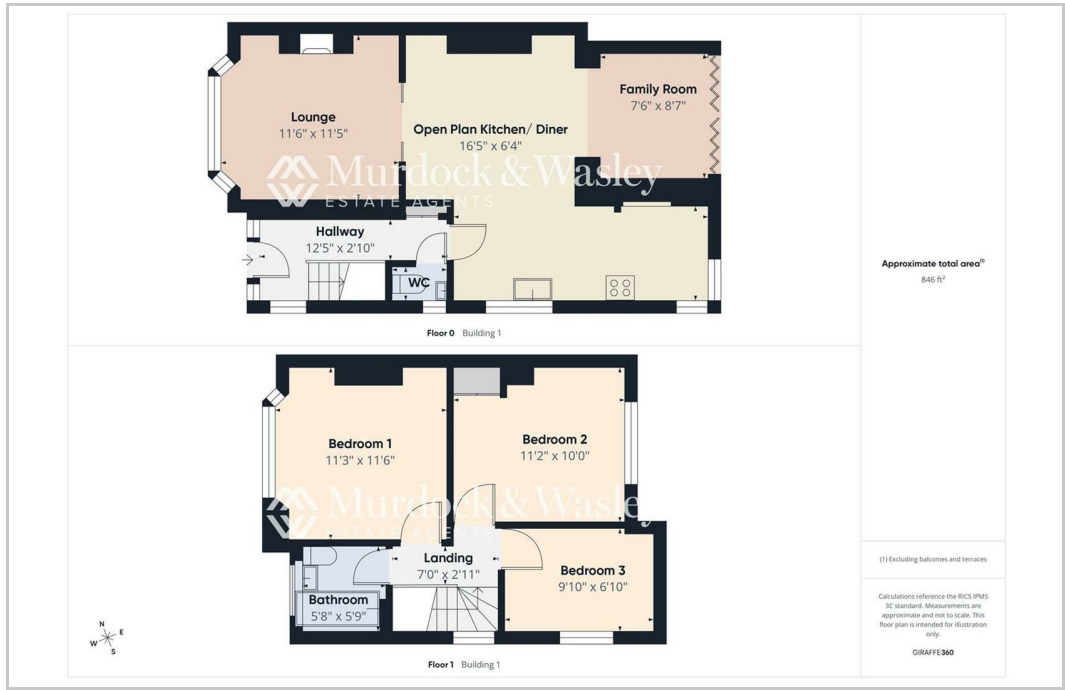 Lounge
11'6" x 11'5"
Open Plan Kitchen/ Diner
16'5" x 6'4"
Family Room
7'6" x 8'7"
Murdock & Wasley
ESTATE AGENTS
Hallway
12'5" x 2'10"
WC
Floor 0 Building 1
Approximate total area(1)
846 ft²
Bedroom 1
11'3" x 11'6"
Bedroom 2
11'2" x 10'0"
Murdock & Wasley
ESTATE AGENTS
Landing
7'0" x 2'11"
Bedroom 3
9'10" x 6'10"
Bathroom
5'8" x 5'9"
Floor 1 Building 1
N
E
W
S
(1) Excluding balconies and terraces
Calculations reference the RICS IPMS
3C standard. Measurements are
approximate and not to scale. This
floor plan is intended for illustration
only.
GIRAFFE360